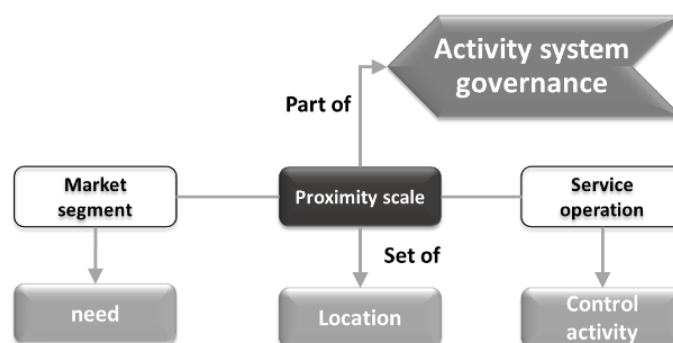 Activity system
governance
Part of
Market
segment
Proximity scale
Service
operation
Set of
need
Location
Control
activity